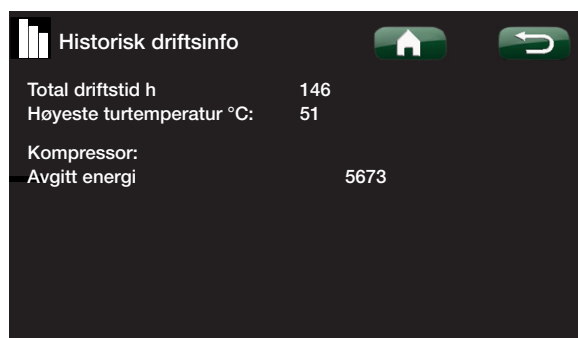 Historisk driftsinfo
Total driftstid h 146
Høyeste turtemperatur °C: 51
Kompressor:
Avgitt energi 5673